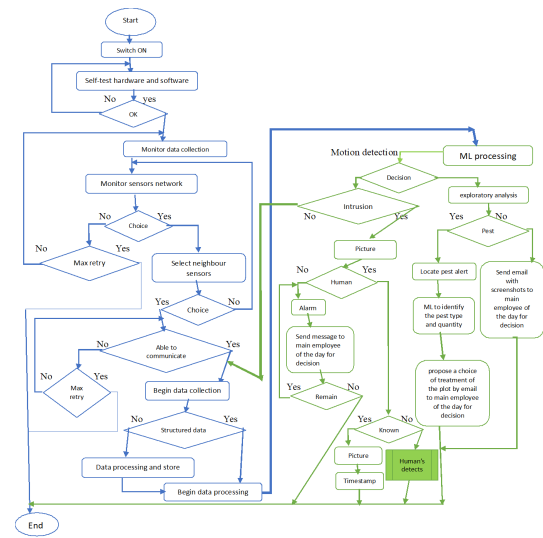 Start
Switch ON
Self-test hardware and software
No
yes
OK
Monitor data collection
Monitor sensors network
Choice
No
Yes
No
Yes
Max retry
Select neighbour
sensors
Yes
Choice
No
No
Able to
communicate
Yes
No
Yes
Max
retry
Begin data collection
No
Yes
Structured data
Data processing and store
Begin data processing
End
Motion detection
ML processing
Decision
Intrusion
No
Yes
exploratory analysis
Yes
No
Pest
Picture
Human
Locate pest alert
Send email
with
screenshots to
main
employee of
the day for
decision
Alarm
ML to identify
the pest type
and quantity
Send message to
main employee
of the day for
decision
Yes
No
Remain
propose a choice
of treatment of
the plot by email
to main employee
of the day for
decision
Yes
No
Known
Picture
Human's
detects
Timestamp